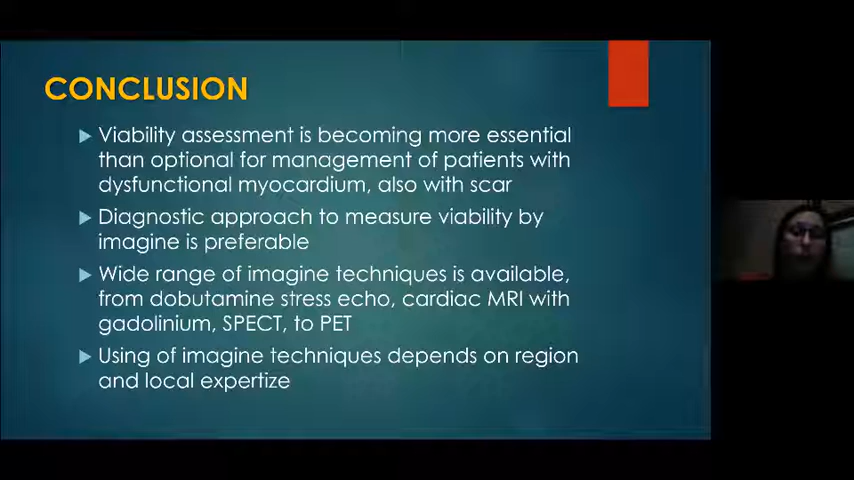 CONCLUSION
Viability assessment is becoming more essential
than optional for management of patients with
dysfunctional myocardium, also with scar
Diagnostic approach to measure viability by
imagine is preferable
Wide range of imagine techniques is available,
from dobutamine stress echo, cardiac MRI with
gadolinium, SPECT, to PET
Using of imagine techniques depends on region
and local expertize